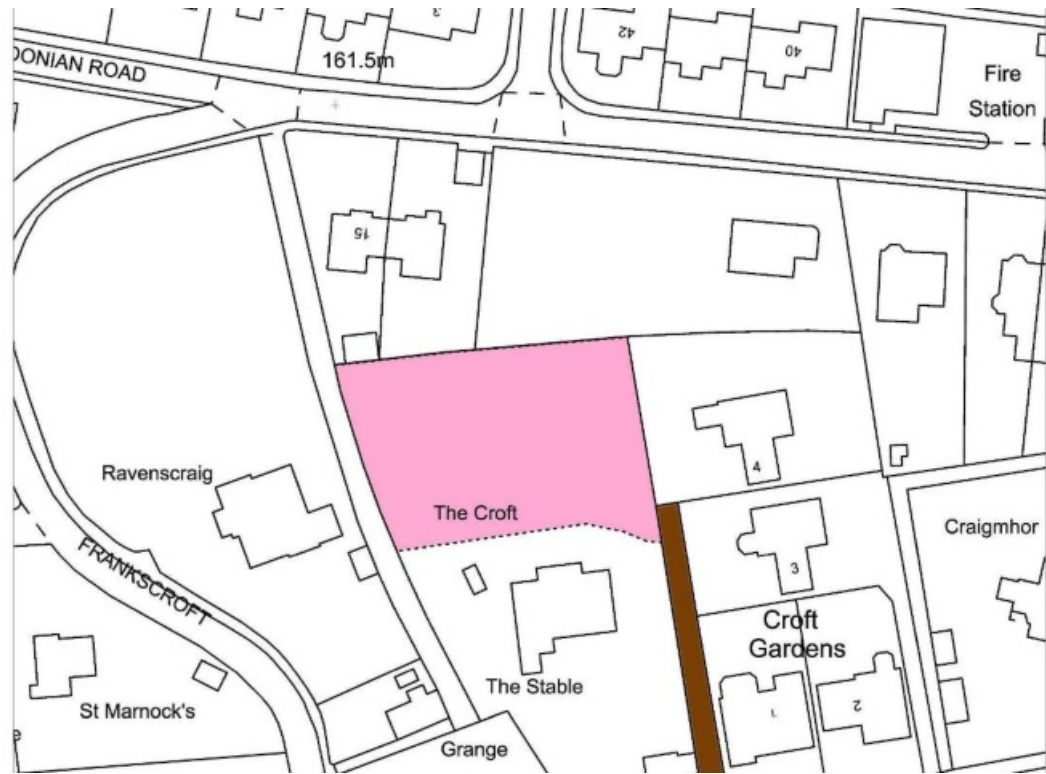 DONIAN ROAD
161.5m
3
42
40
Fire
Station
15
Ravenscraig
The Croft
4
Craigmhor
FRANKSCROFT
3
Croft
Gardens
The Stable
St Marnock's
1
2
e
Grange